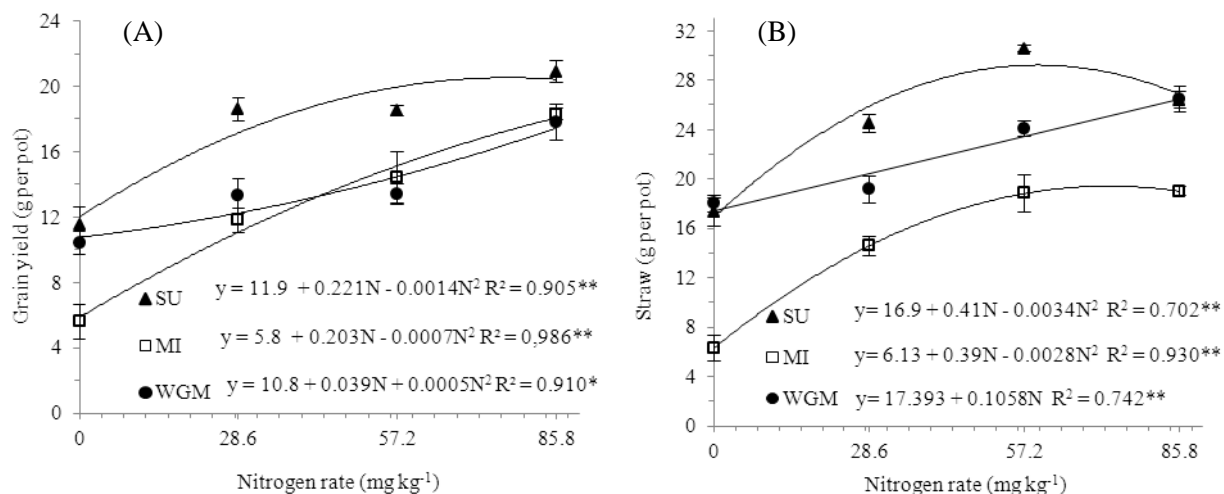 (A)
24
20
16
12
8
4
0
Grain yield (g per pot)
SU y = 11.9 + 0.221N - 0.0014N² R² = 0.905**
MI y = 5.8 + 0.203N - 0.0007N² R² = 0,986**
WGM y = 10.8 + 0.039N + 0.0005N² R² = 0.910*
0 28.6 57.2 85.8
Nitrogen rate (mg kg⁻¹)
(B)
32
28
24
20
16
12
8
4
0
Straw (g per pot)
SU y = 16.9 + 0.41N - 0.0034N² R² = 0.702**
MI y = 6.13 + 0.39N - 0.0028N² R² = 0.930**
WGM y= 17.393 + 0.1058N R² = 0.742**
0 28.6 57.2 85.8
Nitrogen rate (mg kg⁻¹)